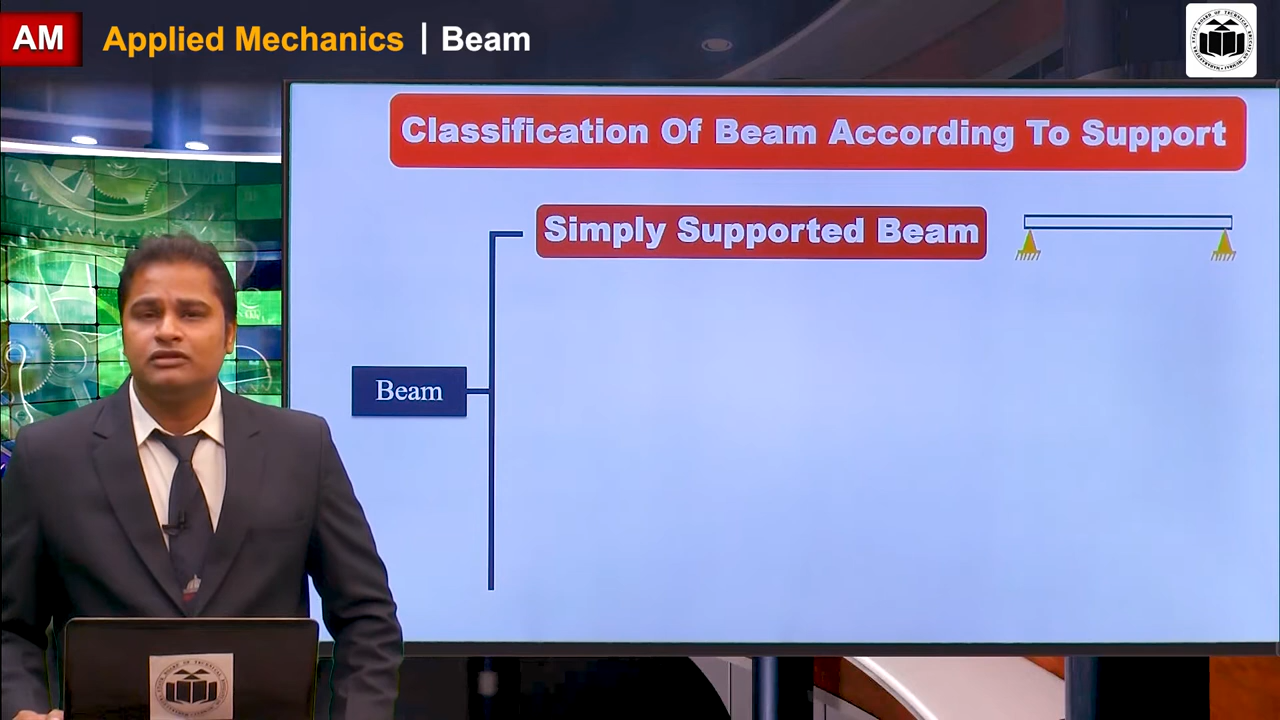 AM
Applied Mechanics | Beam
Classification Of Beam According To Support
Simply Supported Beam
Beam